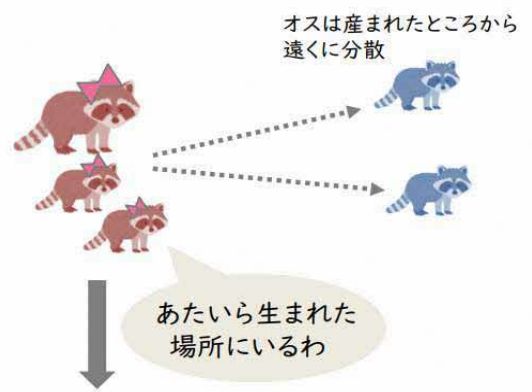 オスは産まれたところから
遠くに分散
あたいら生まれた
場所にいるわ